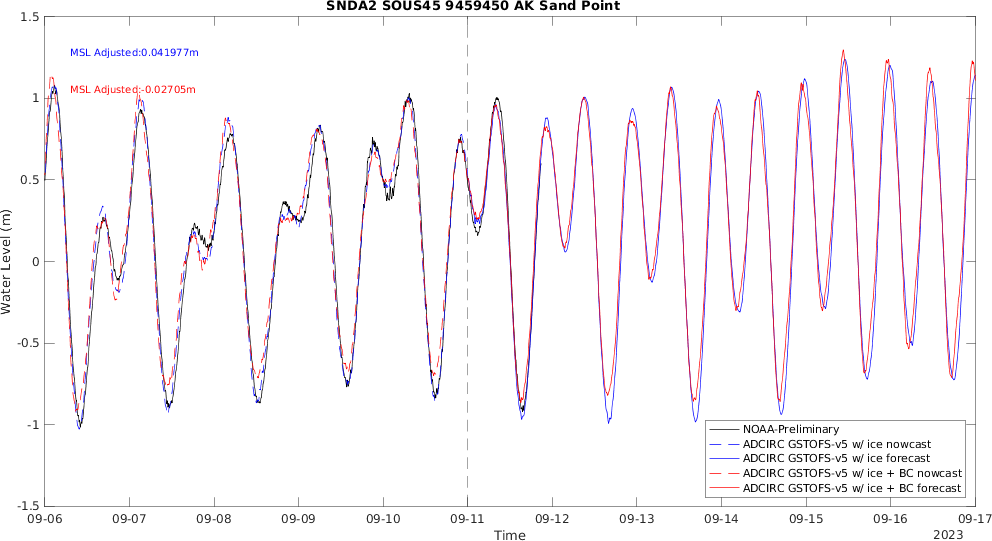 SNDA2 SOUS45 9459450 AK Sand Point
MSL Adjusted:0.041977m
MSL Adjusted:-0.02705m
Water Level (m)
1.5
1
0.5
0
-0.5
-1
-1.5
NOAA-Preliminary
ADCIRC GSTOFS-v5 w/ ice nowcast
ADCIRC GSTOFS-v5 w/ ice forecast
ADCIRC GSTOFS-v5 w/ ice + BC nowcast
ADCIRC GSTOFS-v5 w/ ice + BC forecast
09-06 09-07 09-08 09-09 09-10 09-11 09-12 09-13 09-14 09-15 09-16 09-17
Time
2023